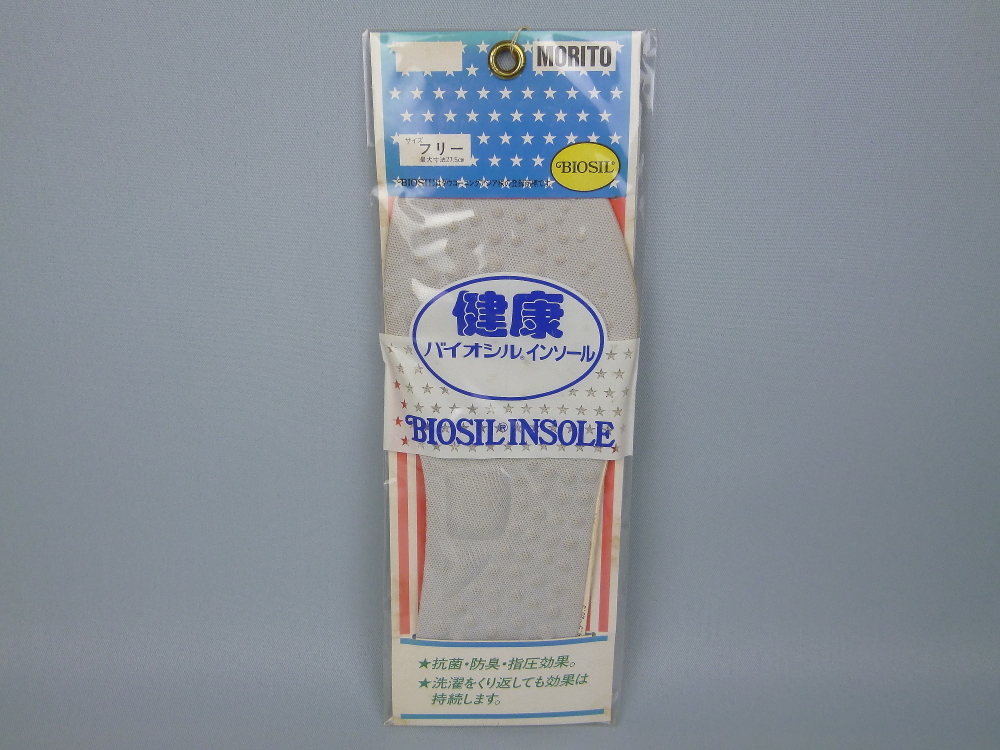 MORITO
サイズ
フリー
最大寸法27.5cm
BIOSIL®
健康
バイオシル®インソール
BIOSIL®INSOLE
★抗菌・防臭・指圧効果。
★洗濯をくり返しても効果は
持続します。